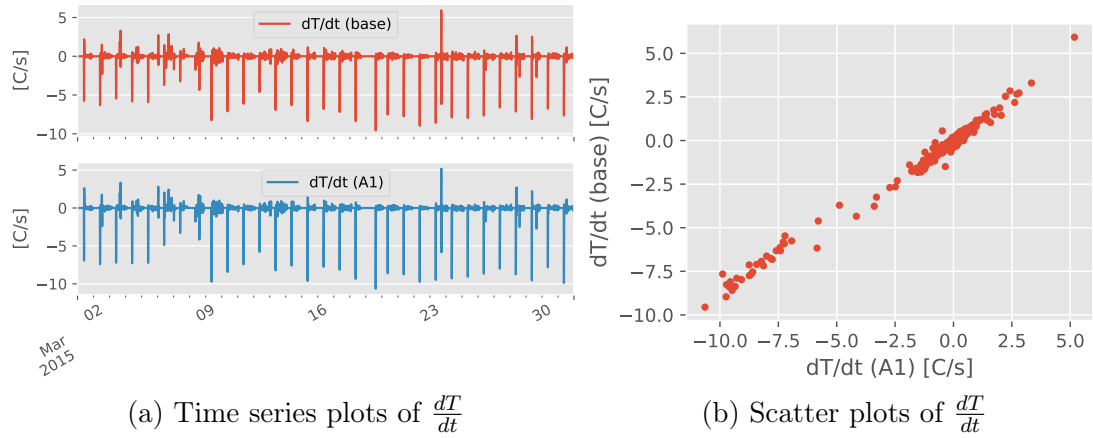 5
0
−5
−10
[C/s]
dT/dt (base)
5
0
−5
−10
[C/s]
dT/dt (A1)
02
09
16
23
30
Mar
2015
(a) Time series plots of dT/dt
5.0
2.5
0.0
−2.5
−5.0
−7.5
−10.0
dT/dt (base) [C/s]
−10.0 −7.5 −5.0 −2.5 0.0 2.5 5.0
dT/dt (A1) [C/s]
(b) Scatter plots of dT/dt